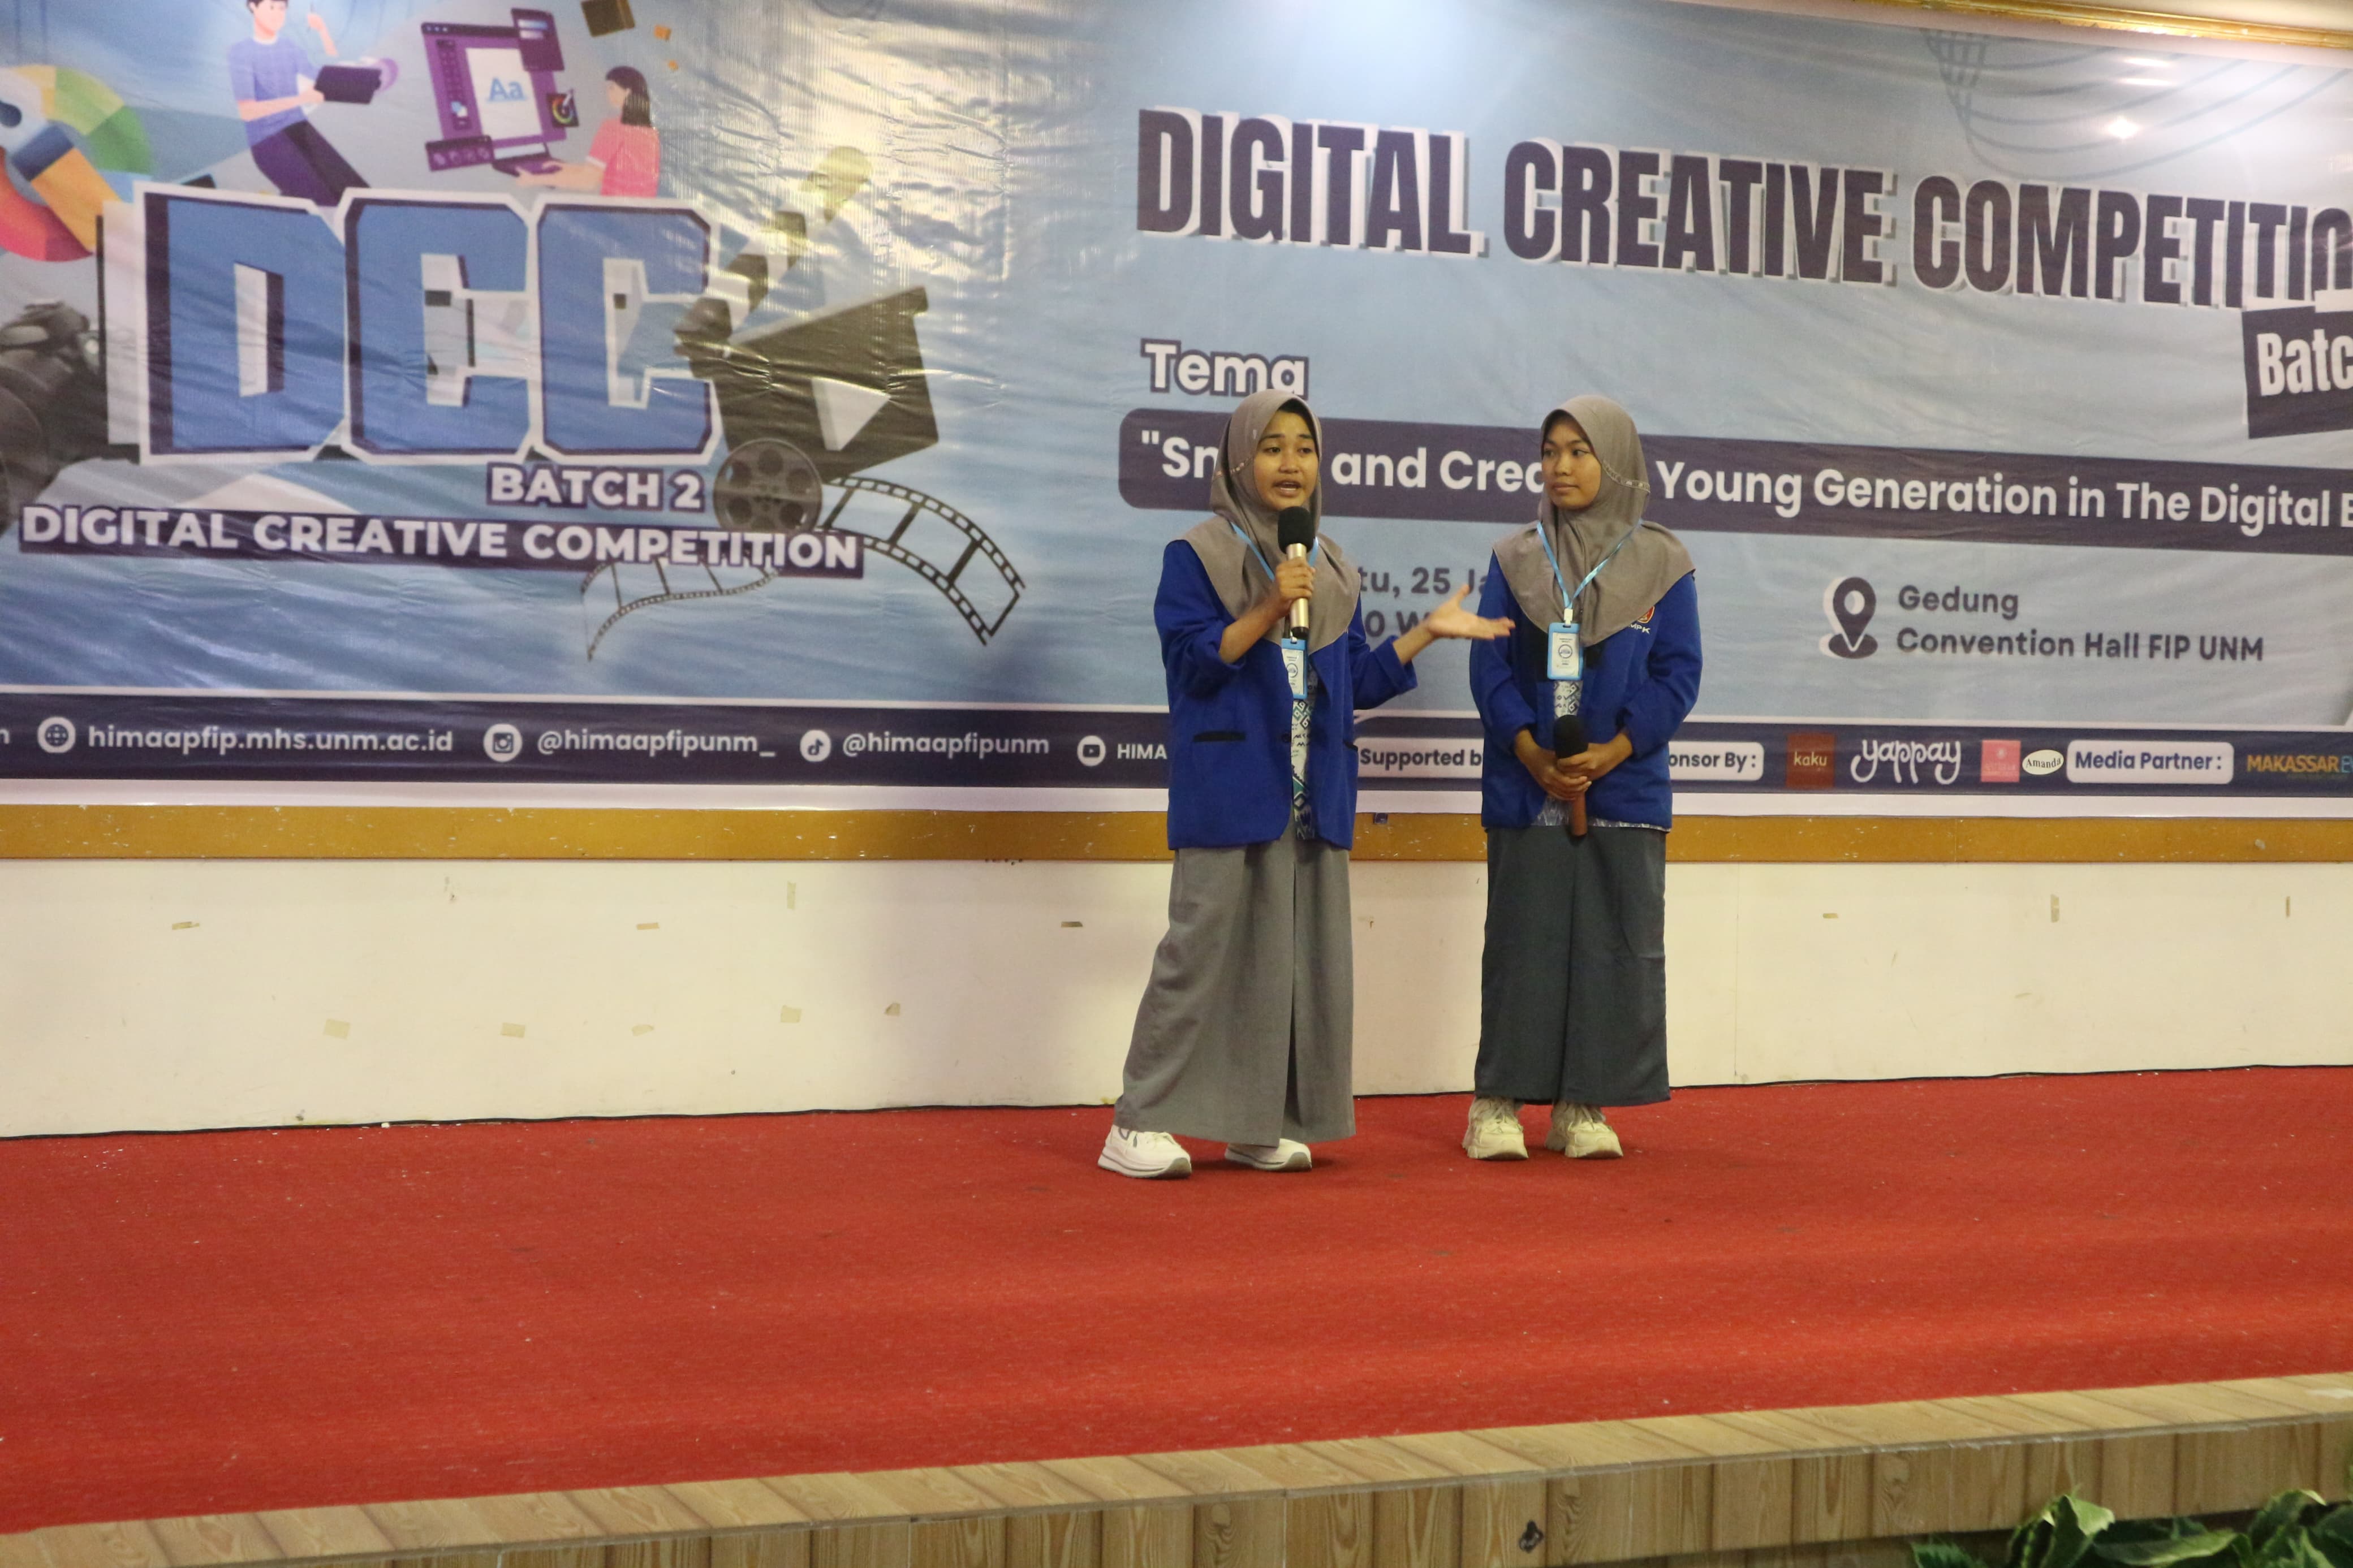 Aa
DCC
BATCH 2
DIGITAL CREATIVE COMPETITION
DIGITAL CREATIVE COMPETITIO
Batc
Tema
"Sm and Crea Young Generation in The Digital E
tu, 25 Ja
0 W
Gedung
Convention Hall FIP UNM
MPK
himaapfip.mhs.unm.ac.id @himaapfipunm_ @himaapfipunm HIMA Supported b onsor By : kaku yappay Amanda Media Partner : MAKASSAR